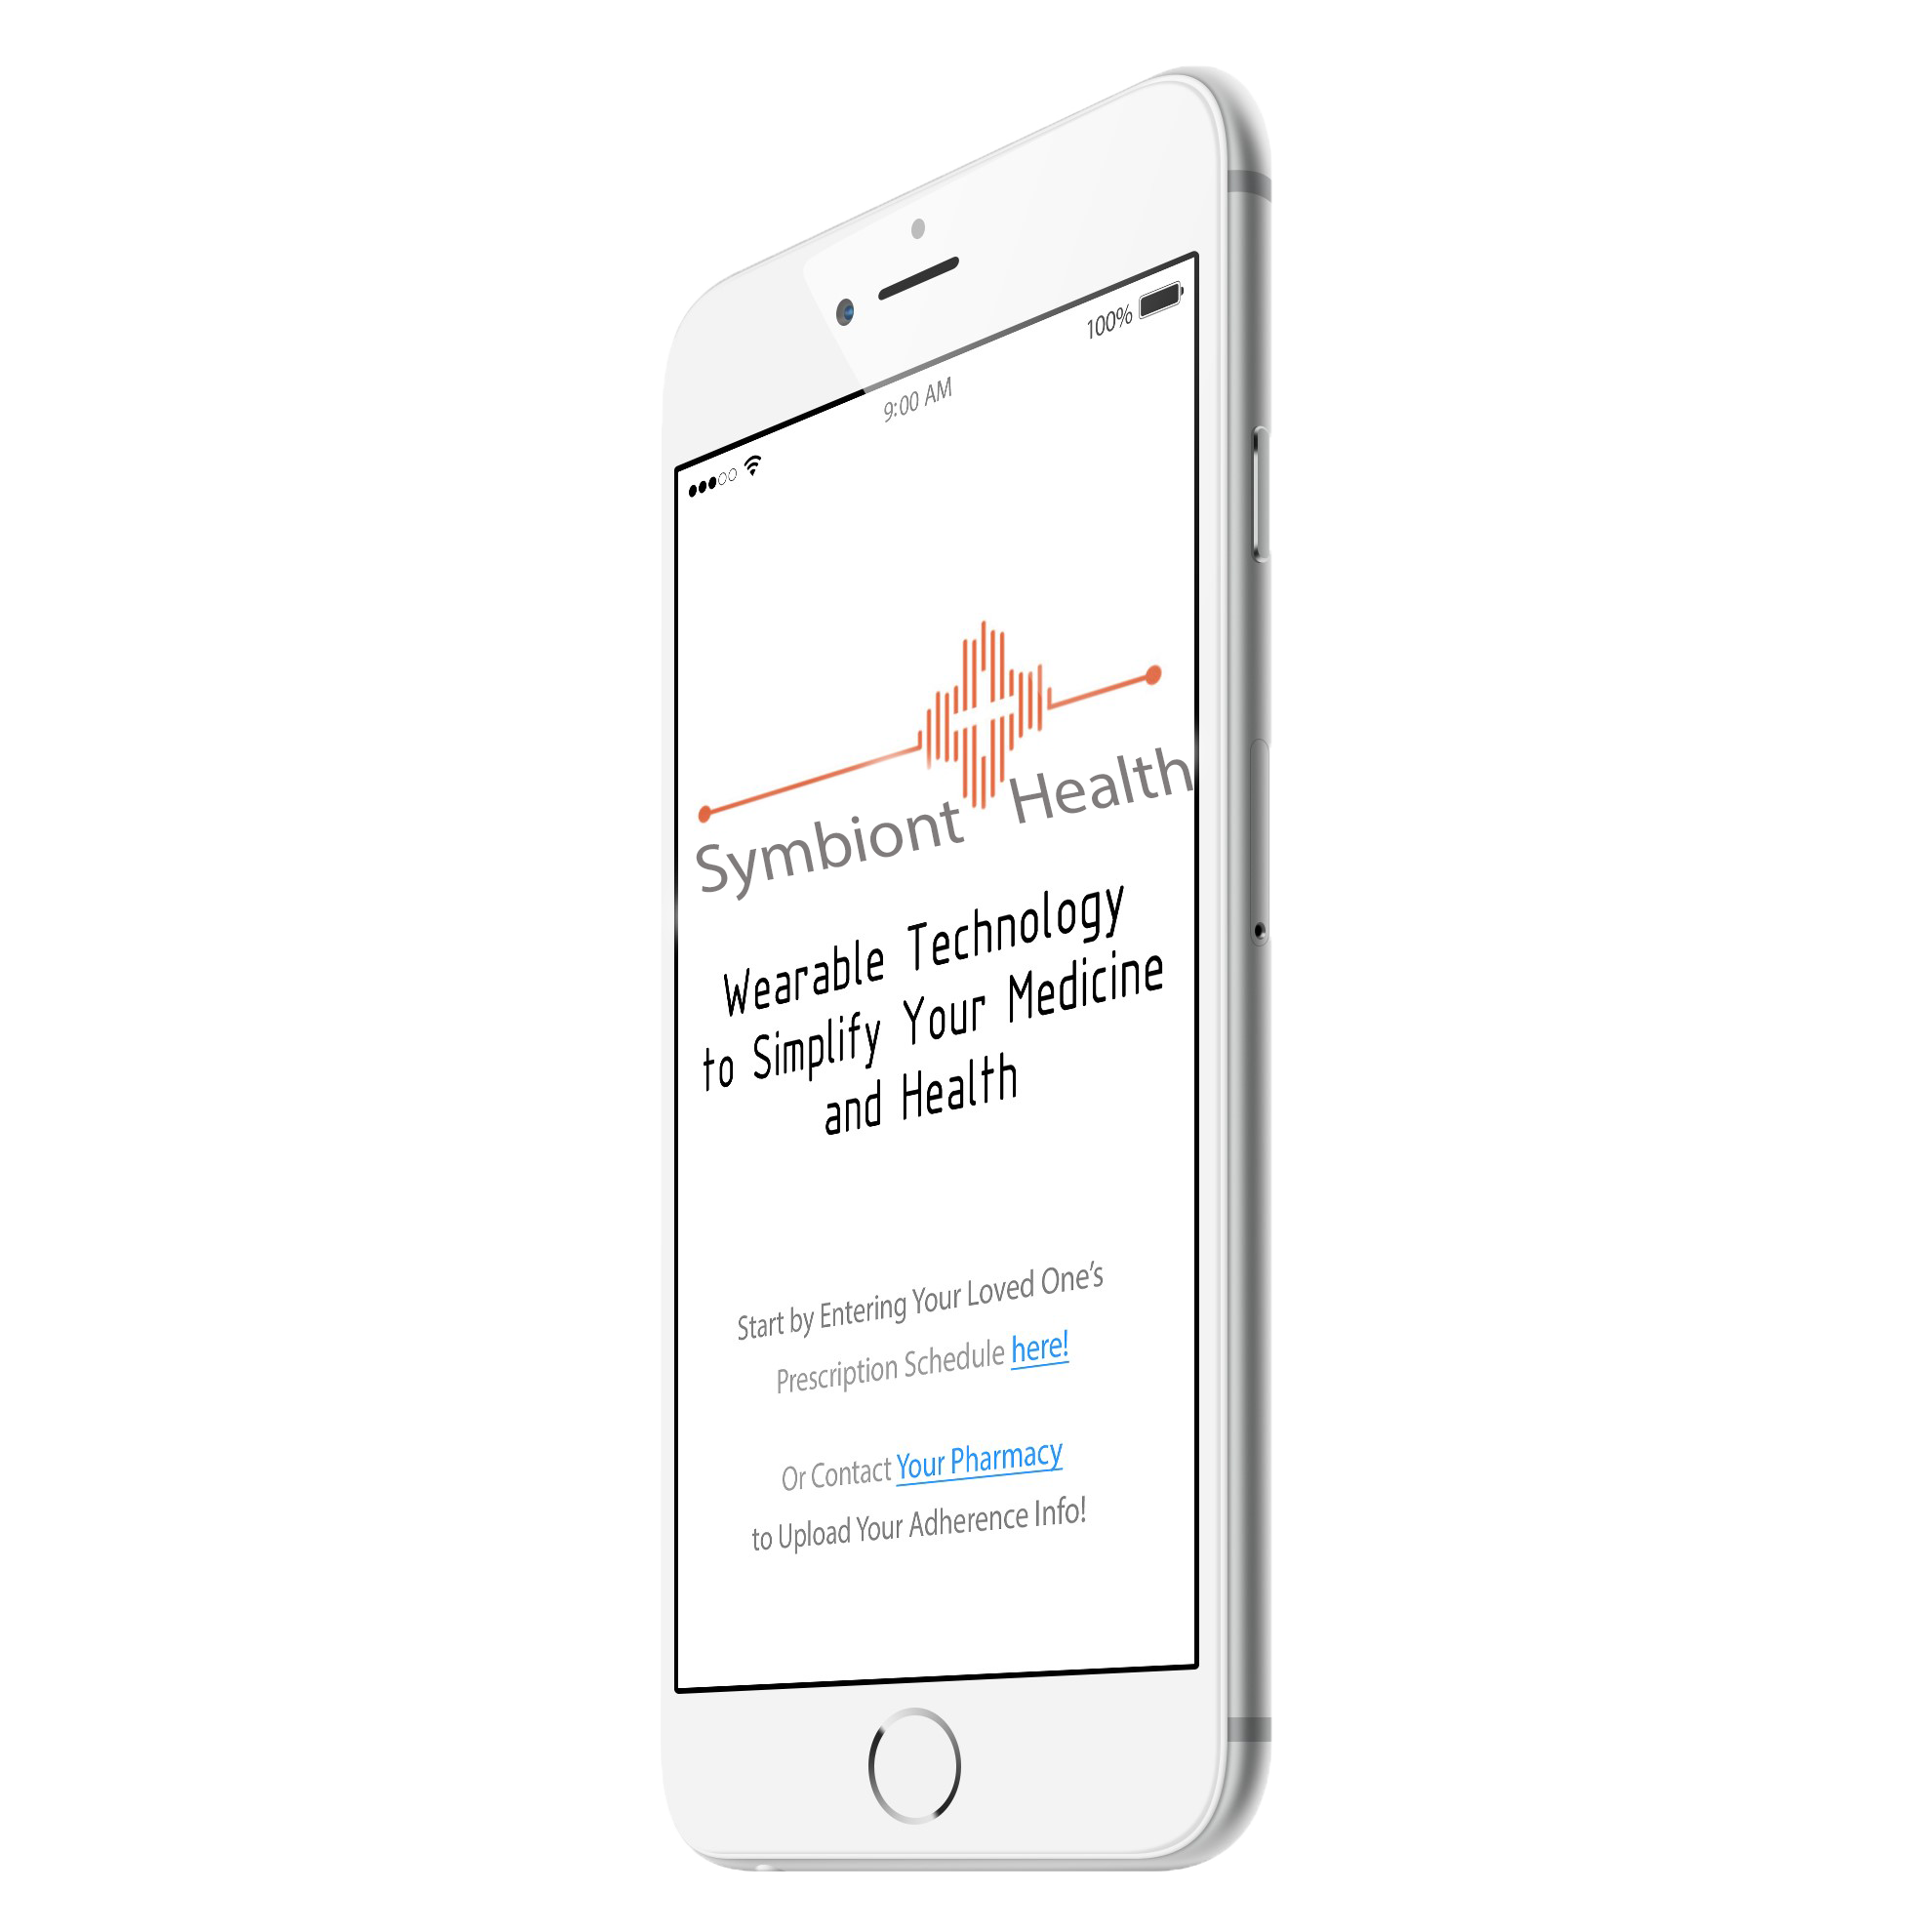 9:00 AM
100%
Symbiont Health
Wearable Technology
to Simplify Your Medicine
and Health
Start by Entering Your Loved One's
Prescription Schedule here!
Or Contact Your Pharmacy
to Upload Your Adherence Info!